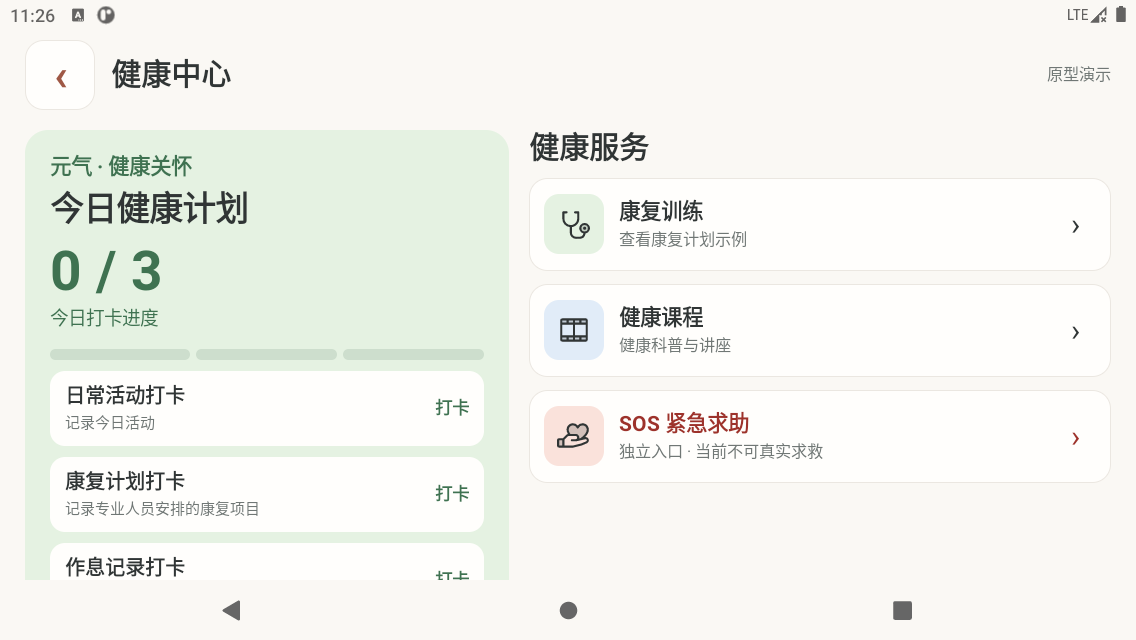 11:26
LTE
健康中心
原型演示
元气 · 健康关怀
今日健康计划
0 / 3
今日打卡进度
日常活动打卡
记录今日活动
打卡
康复计划打卡
记录专业人员安排的康复项目
打卡
作息记录打卡
打卡
健康服务
康复训练
查看康复计划示例
健康课程
健康科普与讲座
SOS 紧急求助
独立入口 · 当前不可真实求救